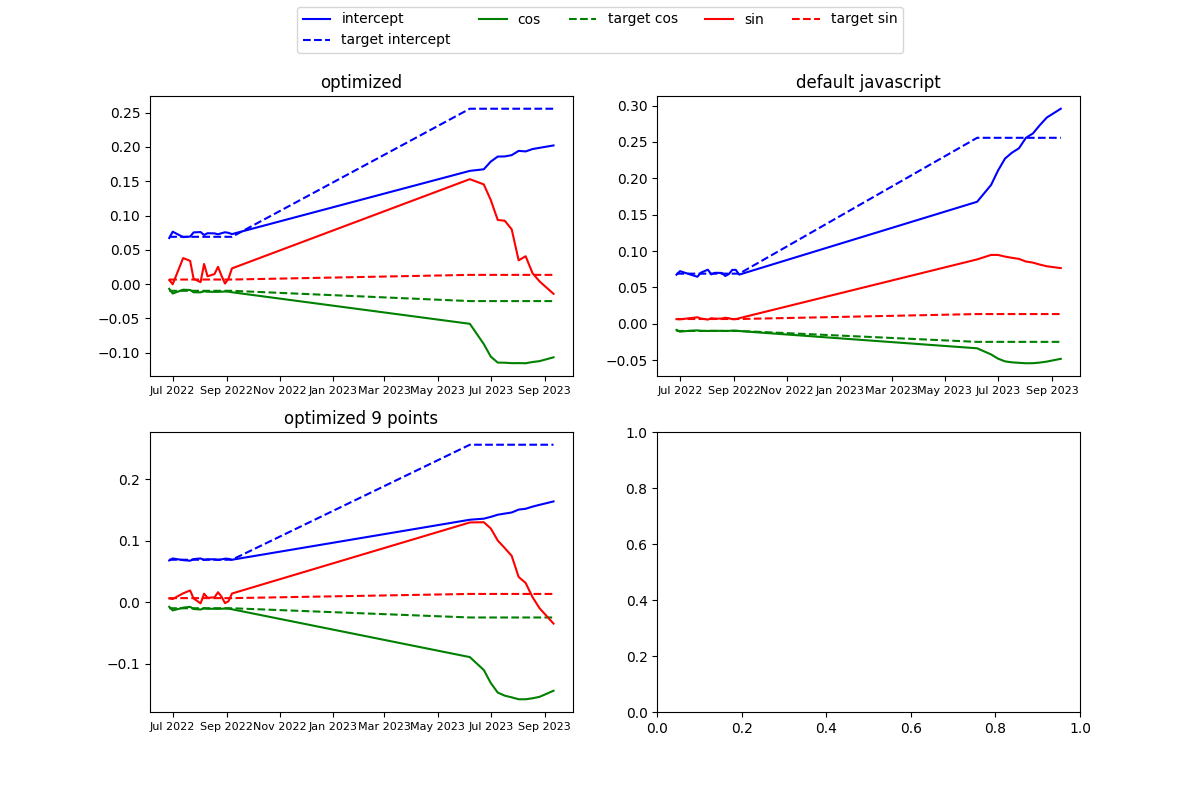 intercept cos target cos sin target sin
target intercept
optimized
0.25
0.20
0.15
0.10
0.05
0.00
−0.05
−0.10
Jul 2022 Sep 2022 Nov 2022 Jan 2023 Mar 2023 May 2023 Jul 2023 Sep 2023
default javascript
0.30
0.25
0.20
0.15
0.10
0.05
0.00
−0.05
Jul 2022 Sep 2022 Nov 2022 Jan 2023 Mar 2023 May 2023 Jul 2023 Sep 2023
optimized 9 points
0.2
0.1
0.0
−0.1
Jul 2022 Sep 2022 Nov 2022 Jan 2023 Mar 2023 May 2023 Jul 2023 Sep 2023
1.0
0.8
0.6
0.4
0.2
0.0
0.0 0.2 0.4 0.6 0.8 1.0